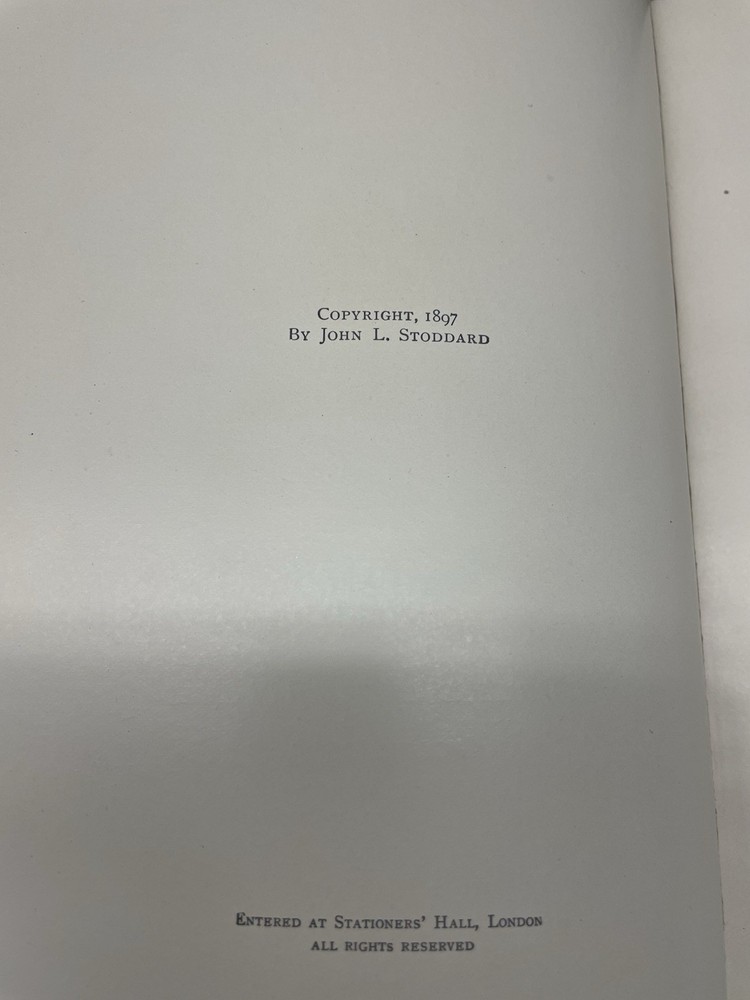 Copyright, 1897
By John L. Stoddard
Entered at Stationers' Hall, London
All rights reserved